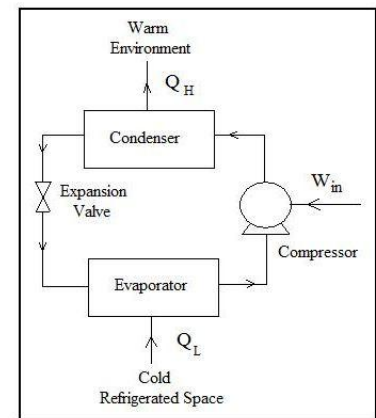 Warm
Environment
Q H
Condenser
Expansion
Valve
W in
Compressor
Evaporator
Q L
Cold
Refrigerated Space